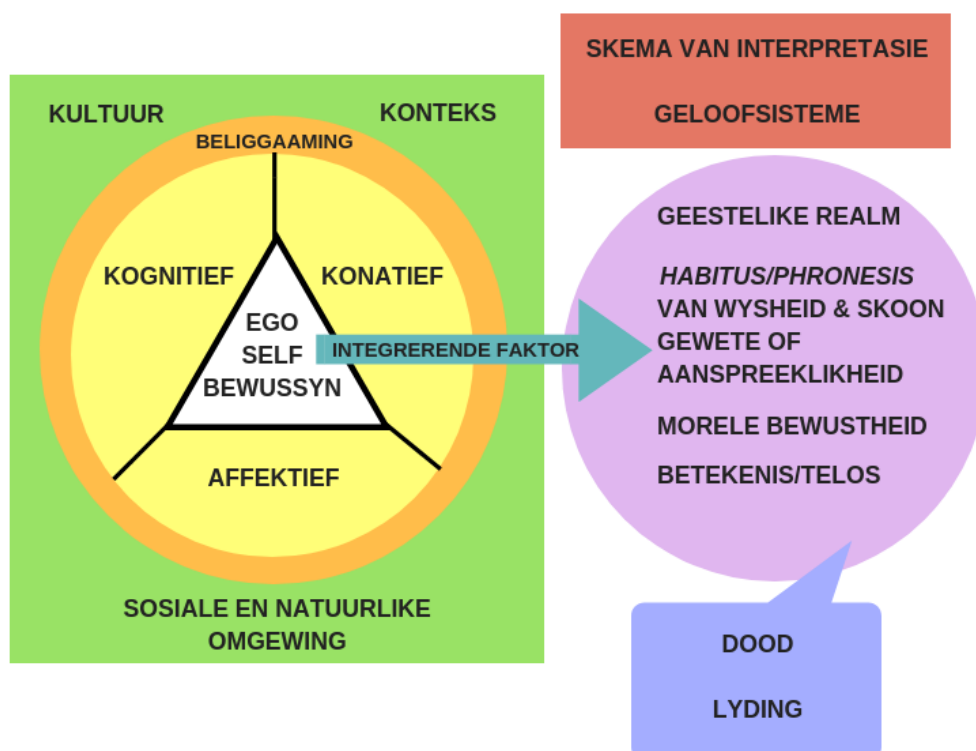 KULTUUR
KONTEKS
BELIGGAAMING
KOGNITIEF
KONATIEF
EGO
SELF
BEWUSSYN
INTEGRERENDE FAKTOR
AFFEKTIEF
SOSIALE EN NATUURLIKE
OMGEWING
SKEMA VAN INTERPRETASIE
GELOOFSISTEME
GEESTELIKE REALM
HABITUS/PHRONESIS
VAN WYSHEID & SKOON
GEWETE OF
AANSPREEKLIKHEID
MORELE BEWUSTHEID
BETEKENIS/TELOS
DOOD
LYDING